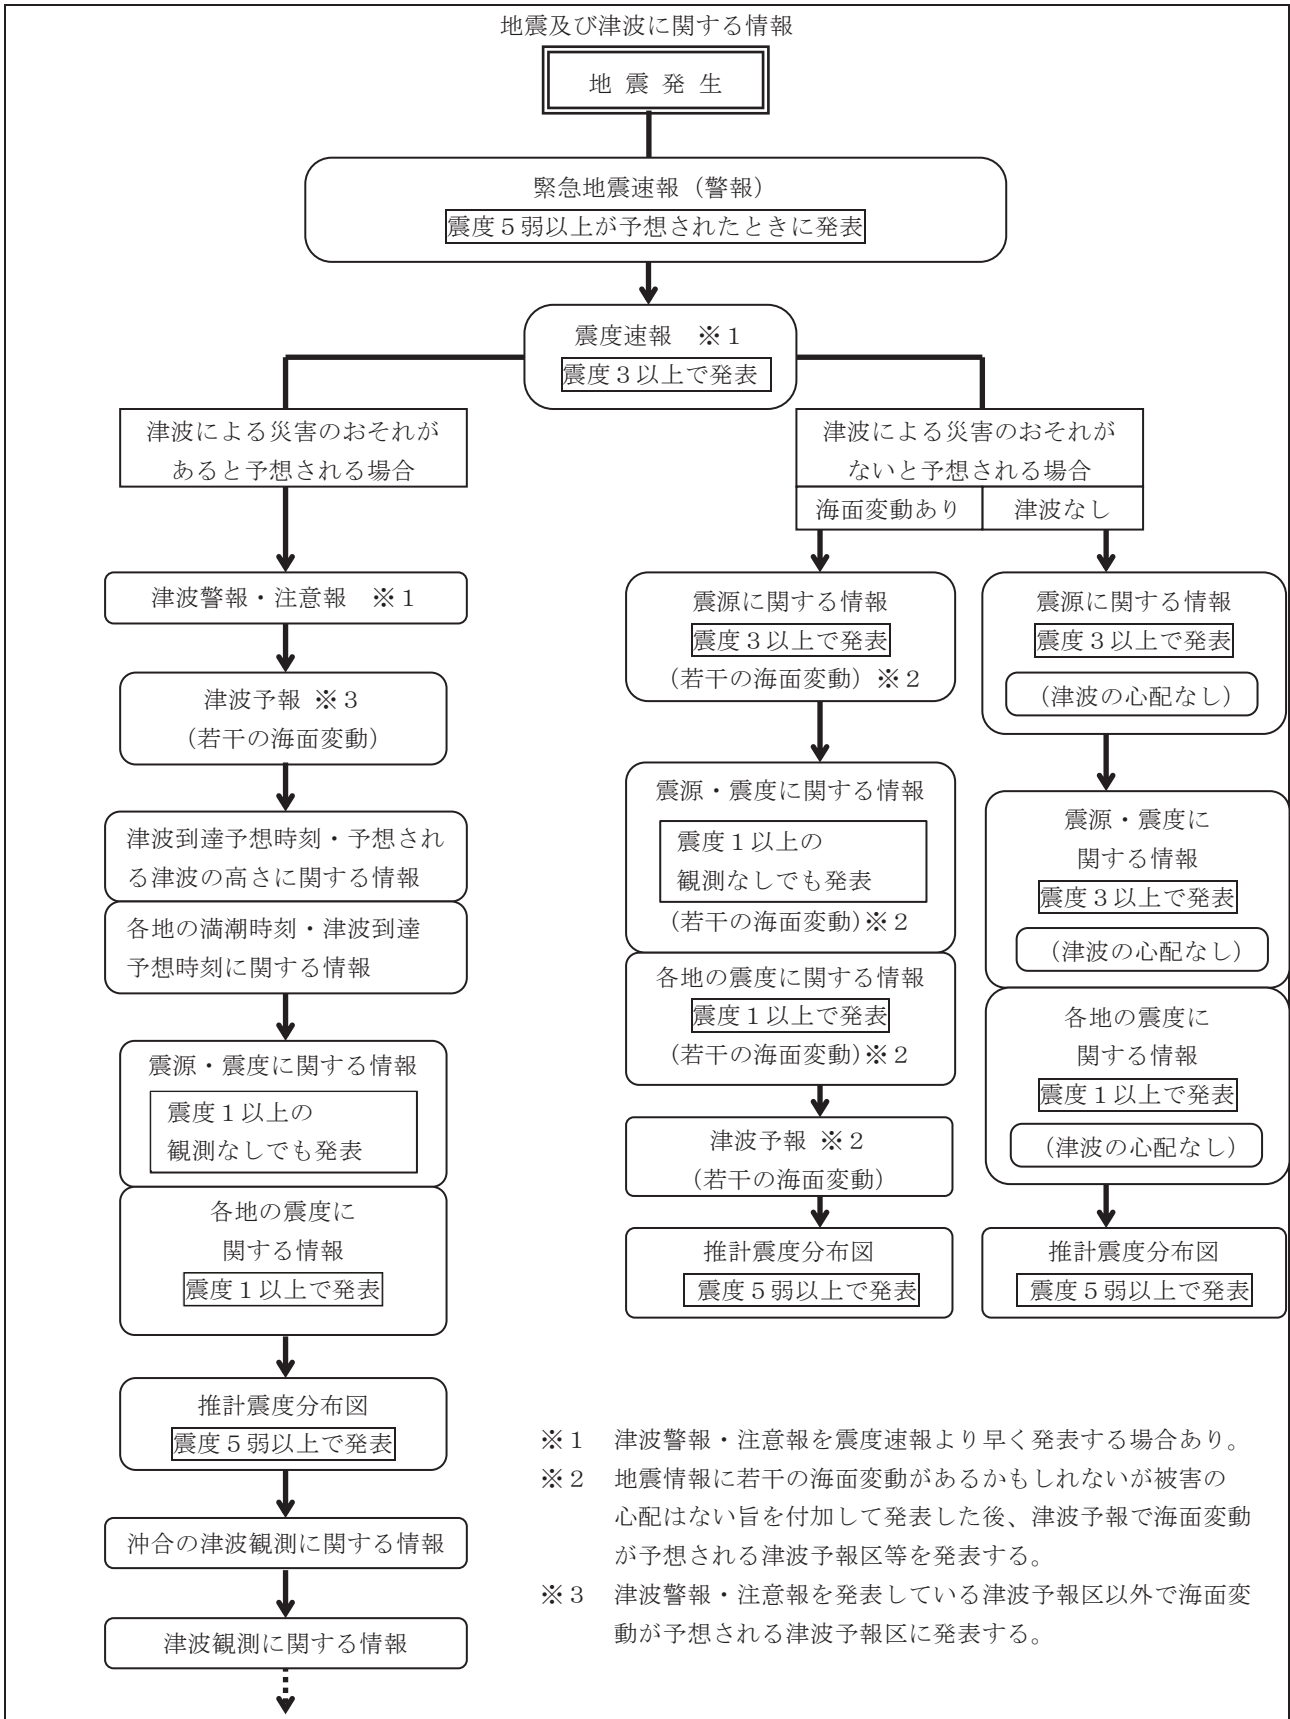 地震及び津波に関する情報
地 震 発 生
緊急地震速報（警報）
震度５弱以上が予想されたときに発表
震度速報　※１
震度３以上で発表
津波による災害のおそれが
あると予想される場合
津波警報・注意報　※１
津波予報 ※３
（若干の海面変動）
津波到達予想時刻・予想され
る津波の高さに関する情報
各地の満潮時刻・津波到達
予想時刻に関する情報
震源・震度に関する情報
震度１以上の
観測なしでも発表
各地の震度に
関する情報
震度１以上で発表
推計震度分布図
震度５弱以上で発表
沖合の津波観測に関する情報
津波観測に関する情報
津波による災害のおそれが
ないと予想される場合
海面変動あり
津波なし
震源に関する情報
震度３以上で発表
（若干の海面変動）※２
震源・震度に関する情報
震度１以上の
観測なしでも発表
（若干の海面変動）※２
各地の震度に関する情報
震度１以上で発表
（若干の海面変動）※２
津波予報 ※２
（若干の海面変動）
推計震度分布図
震度５弱以上で発表
震源に関する情報
震度３以上で発表
（津波の心配なし）
震源・震度に
関する情報
震度３以上で発表
（津波の心配なし）
各地の震度に
関する情報
震度１以上で発表
（津波の心配なし）
推計震度分布図
震度５弱以上で発表
※１　津波警報・注意報を震度速報より早く発表する場合あり。
※２　地震情報に若干の海面変動があるかもしれないが被害の
心配はない旨を付加して発表した後、津波予報で海面変動
が予想される津波予報区等を発表する。
※３　津波警報・注意報を発表している津波予報区以外で海面変
動が予想される津波予報区に発表する。